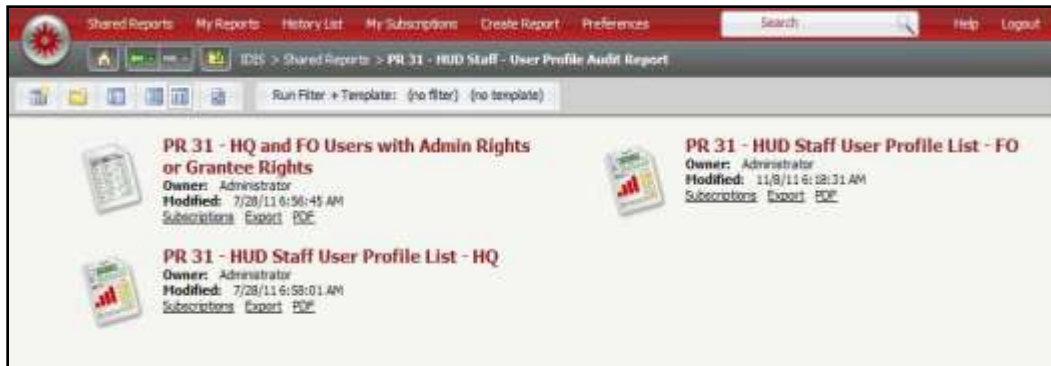 Shared Reports My Reports History List My Subscriptions Create Report Preferences Search Help Logout
IDIS > Shared Reports > PR 31 - HUD Staff - User Profile Audit Report
Run Filter + Template: (no filter) (no template)
PR 31 - HQ and FO Users with Admin Rights
or Grantee Rights
Owner: Administrator
Modified: 7/28/11 6:56:45 AM
Subscriptions Export PDF
PR 31 - HUD Staff User Profile List - FO
Owner: Administrator
Modified: 11/8/11 6:18:31 AM
Subscriptions Export PDF
PR 31 - HUD Staff User Profile List - HQ
Owner: Administrator
Modified: 7/28/11 6:58:01 AM
Subscriptions Export PDF